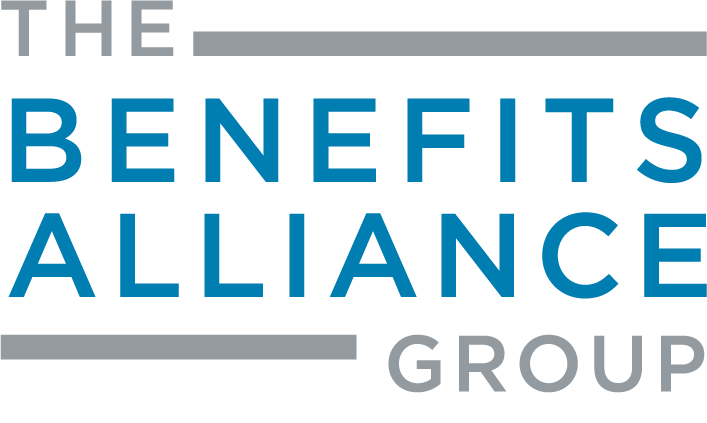 THE
BENEFITS
ALLIANCE
GROUP